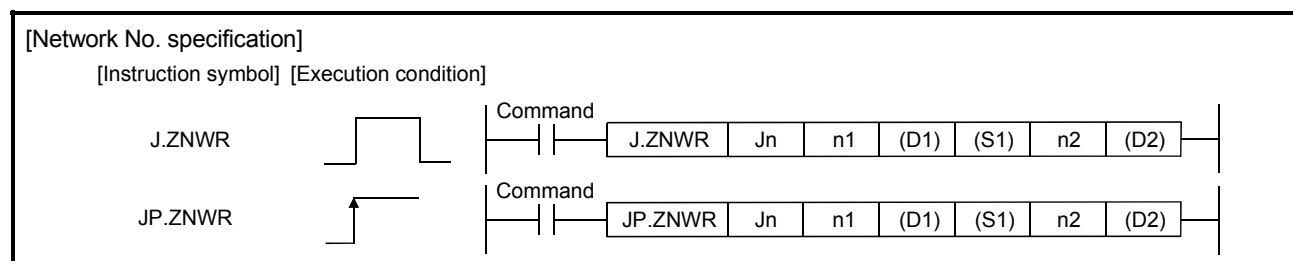 [Network No. specification]
[Instruction symbol] [Execution condition]
Command
J.ZNWR J.ZNWR Jn n1 (D1) (S1) n2 (D2)
Command
JP.ZNWR JP.ZNWR Jn n1 (D1) (S1) n2 (D2)